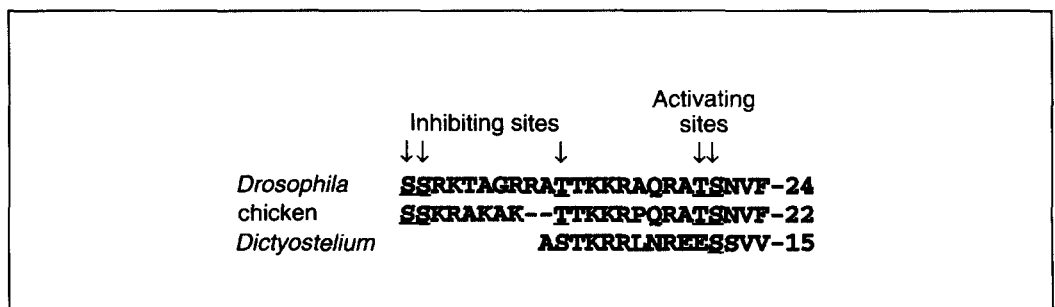 Activating
Inhibiting sites sites
↓↓ ↓ ↓↓
Drosophila SSRKTAGRRATTKKRAQRATSNVF-24
chicken SSKRAKAK--TTKKRPQRATSNVF-22
Dictyostelium ASTKRRLNREESSVV-15